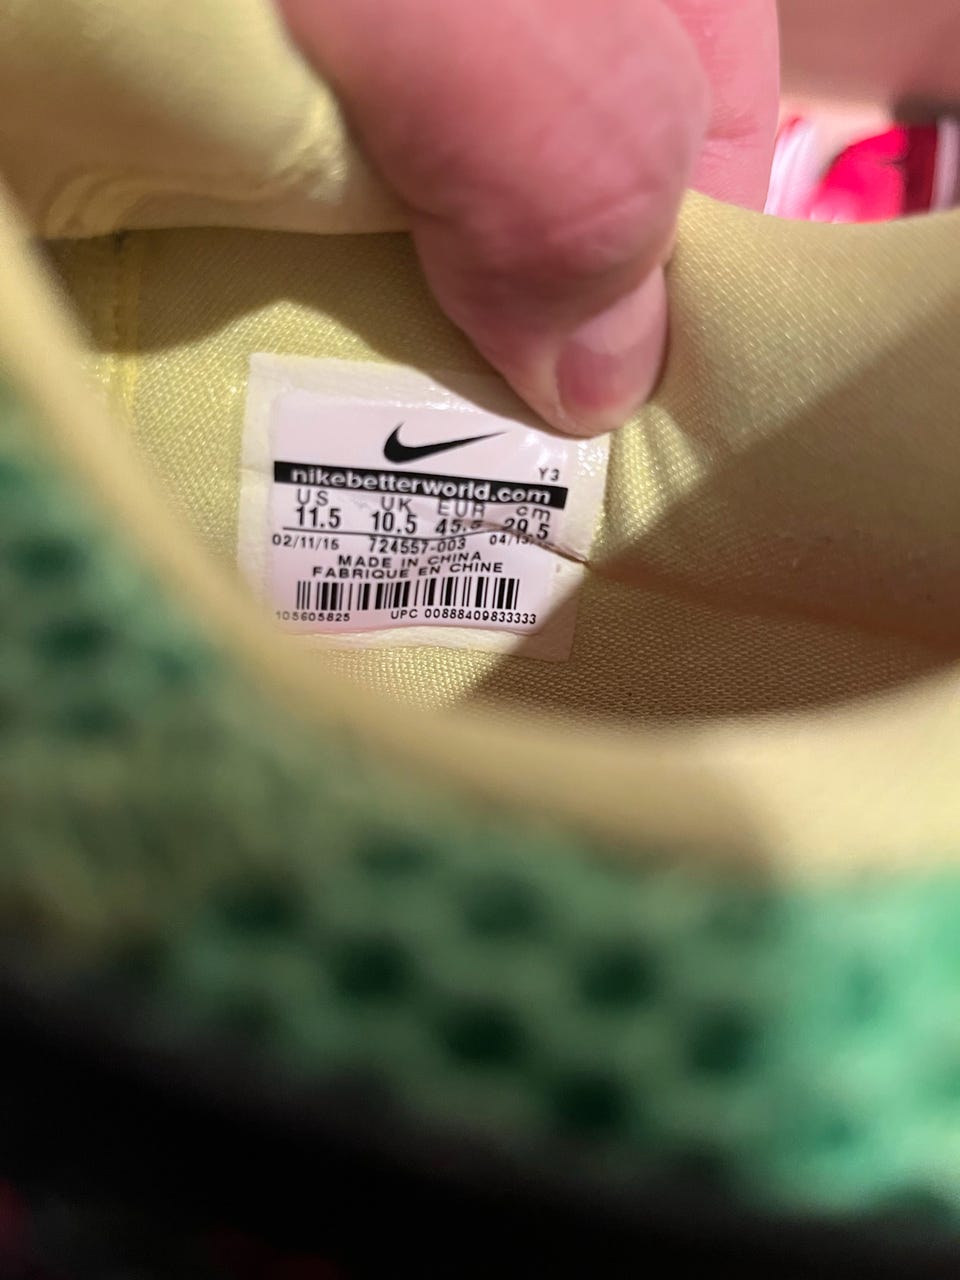 Y3
nikebetterworld.com
US UK EUR cm
11.5 10.5 45.5 29.5
02/11/15 724557-003
MADE IN CHINA
FABRIQUE EN CHINE
105605825 UPC 00888409833333